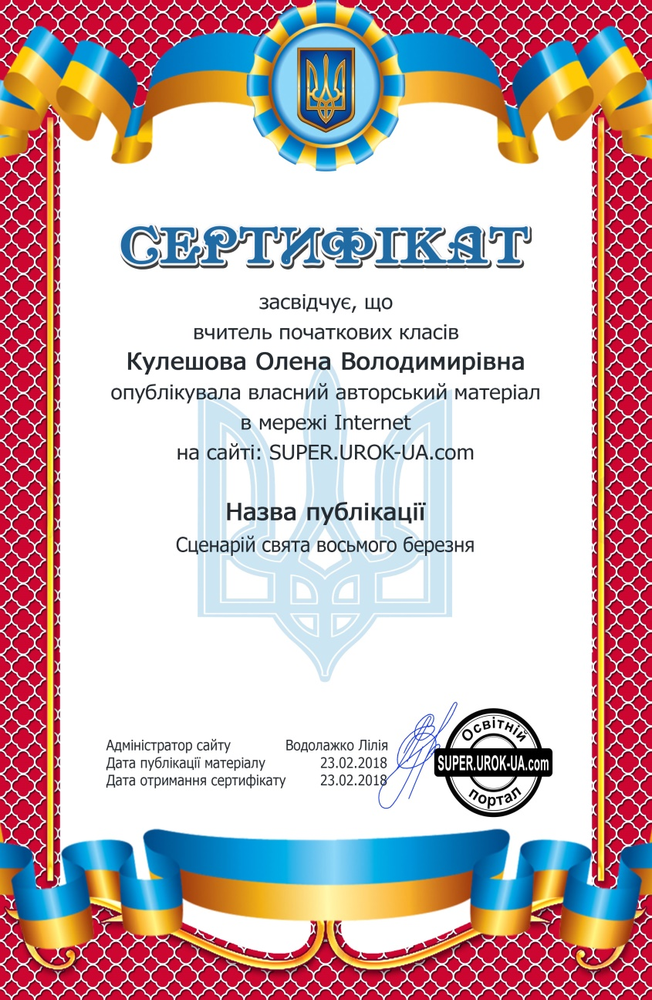 СЕРТИФІКАТ
засвідчує, що
вчитель початкових класів
Кулешова Олена Володимирівна
опублікувала власний авторський матеріал
в мережі Internet
на сайті: SUPER.UROK-UA.com
Назва публікації
Сценарій свята восьмого березня
Адміністратор сайту Водолажко Лілія
Дата публікації матеріалу 23.02.2018
Дата отримання сертифікату 23.02.2018
Освітній
SUPER.UROK-UA.com
портал